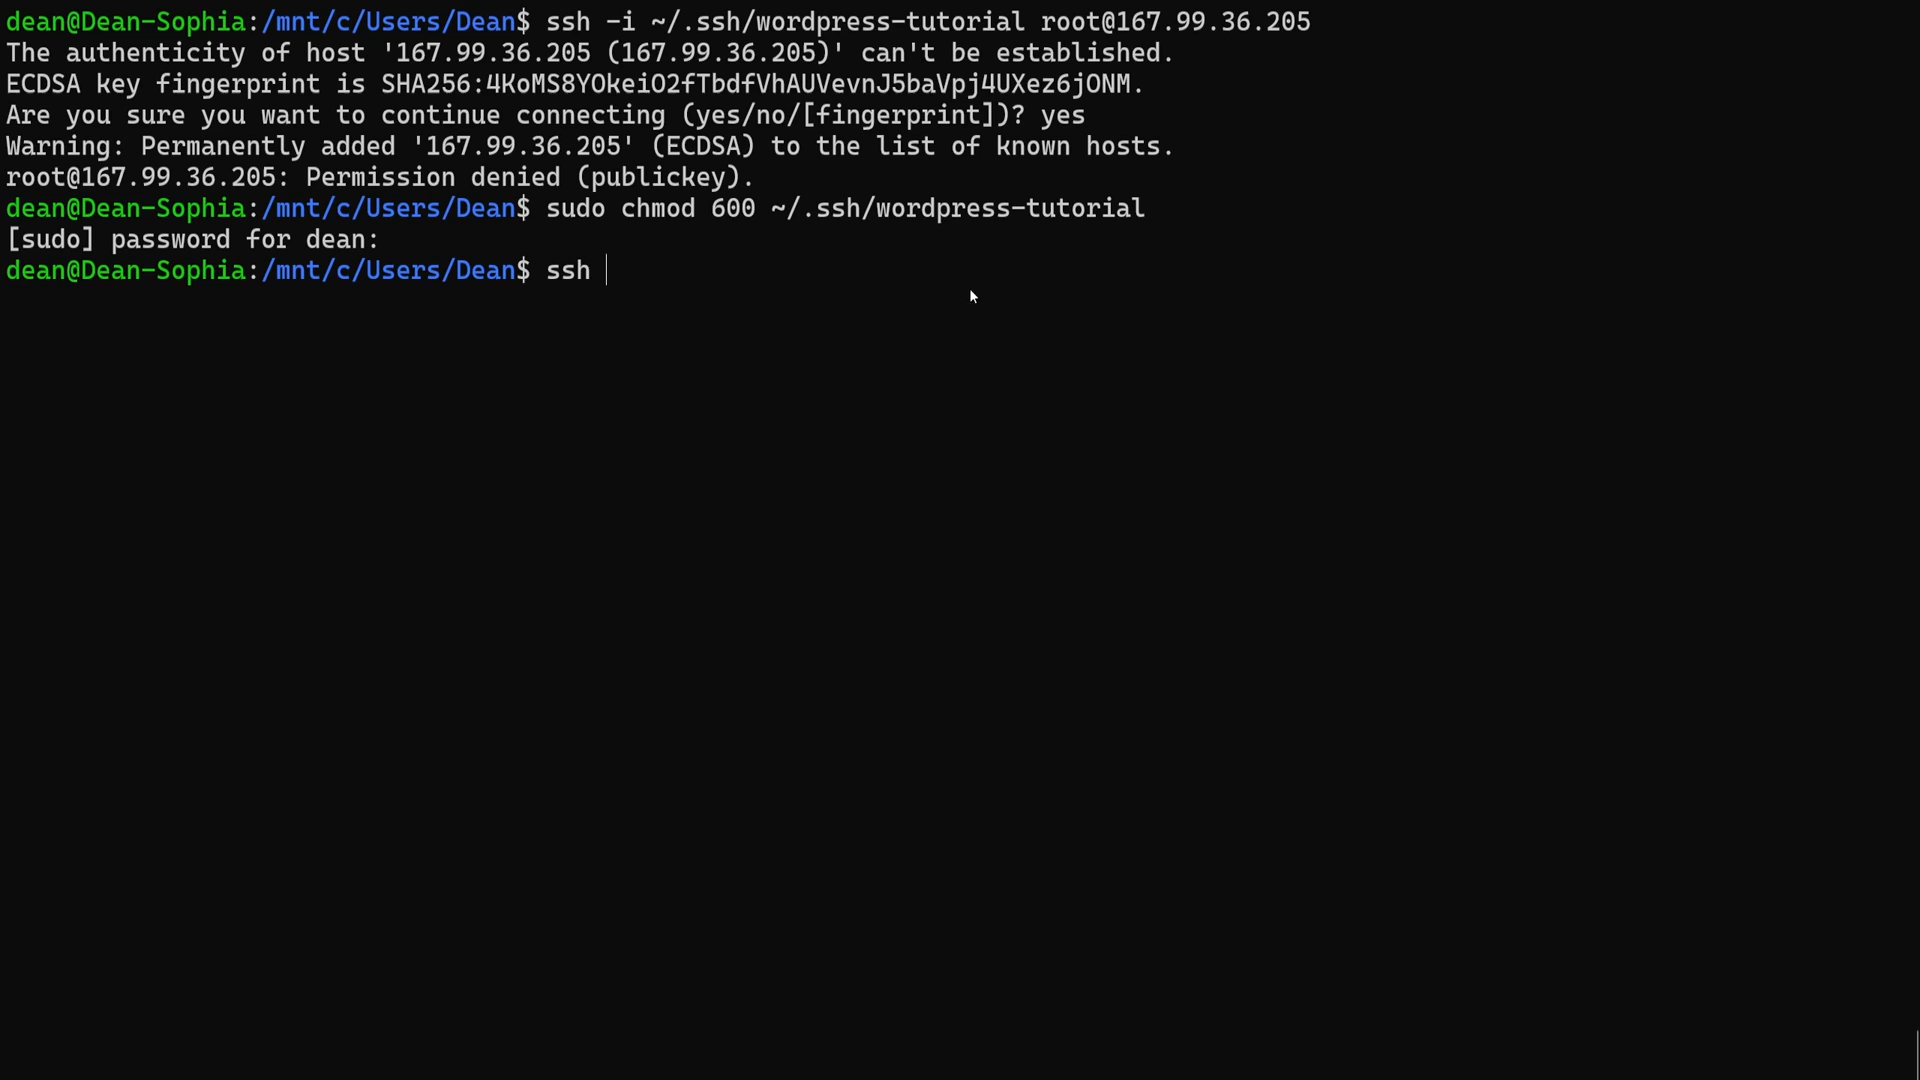 dean@Dean-Sophia:/mnt/c/Users/Dean$ ssh -i ~/.ssh/wordpress-tutorial root@167.99.36.205
The authenticity of host '167.99.36.205 (167.99.36.205)' can't be established.
ECDSA key fingerprint is SHA256:4KoMS8YOkeiO2fTbdfVhAUVevnJ5baVpj4UXez6jONM.
Are you sure you want to continue connecting (yes/no/[fingerprint])? yes
Warning: Permanently added '167.99.36.205' (ECDSA) to the list of known hosts.
root@167.99.36.205: Permission denied (publickey).
dean@Dean-Sophia:/mnt/c/Users/Dean$ sudo chmod 600 ~/.ssh/wordpress-tutorial
[sudo] password for dean:
dean@Dean-Sophia:/mnt/c/Users/Dean$ ssh